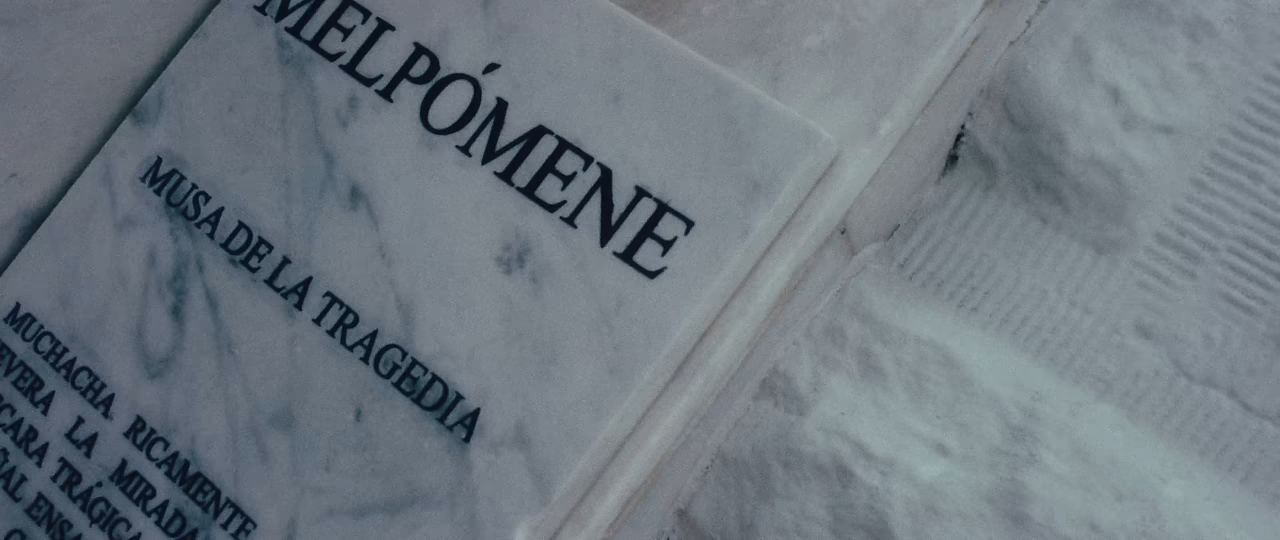 MELPÓMENE
MUSA DE LA TRAGEDIA
MUCHACHA RICAMENTE
LA MIRADA
TRÁGICA